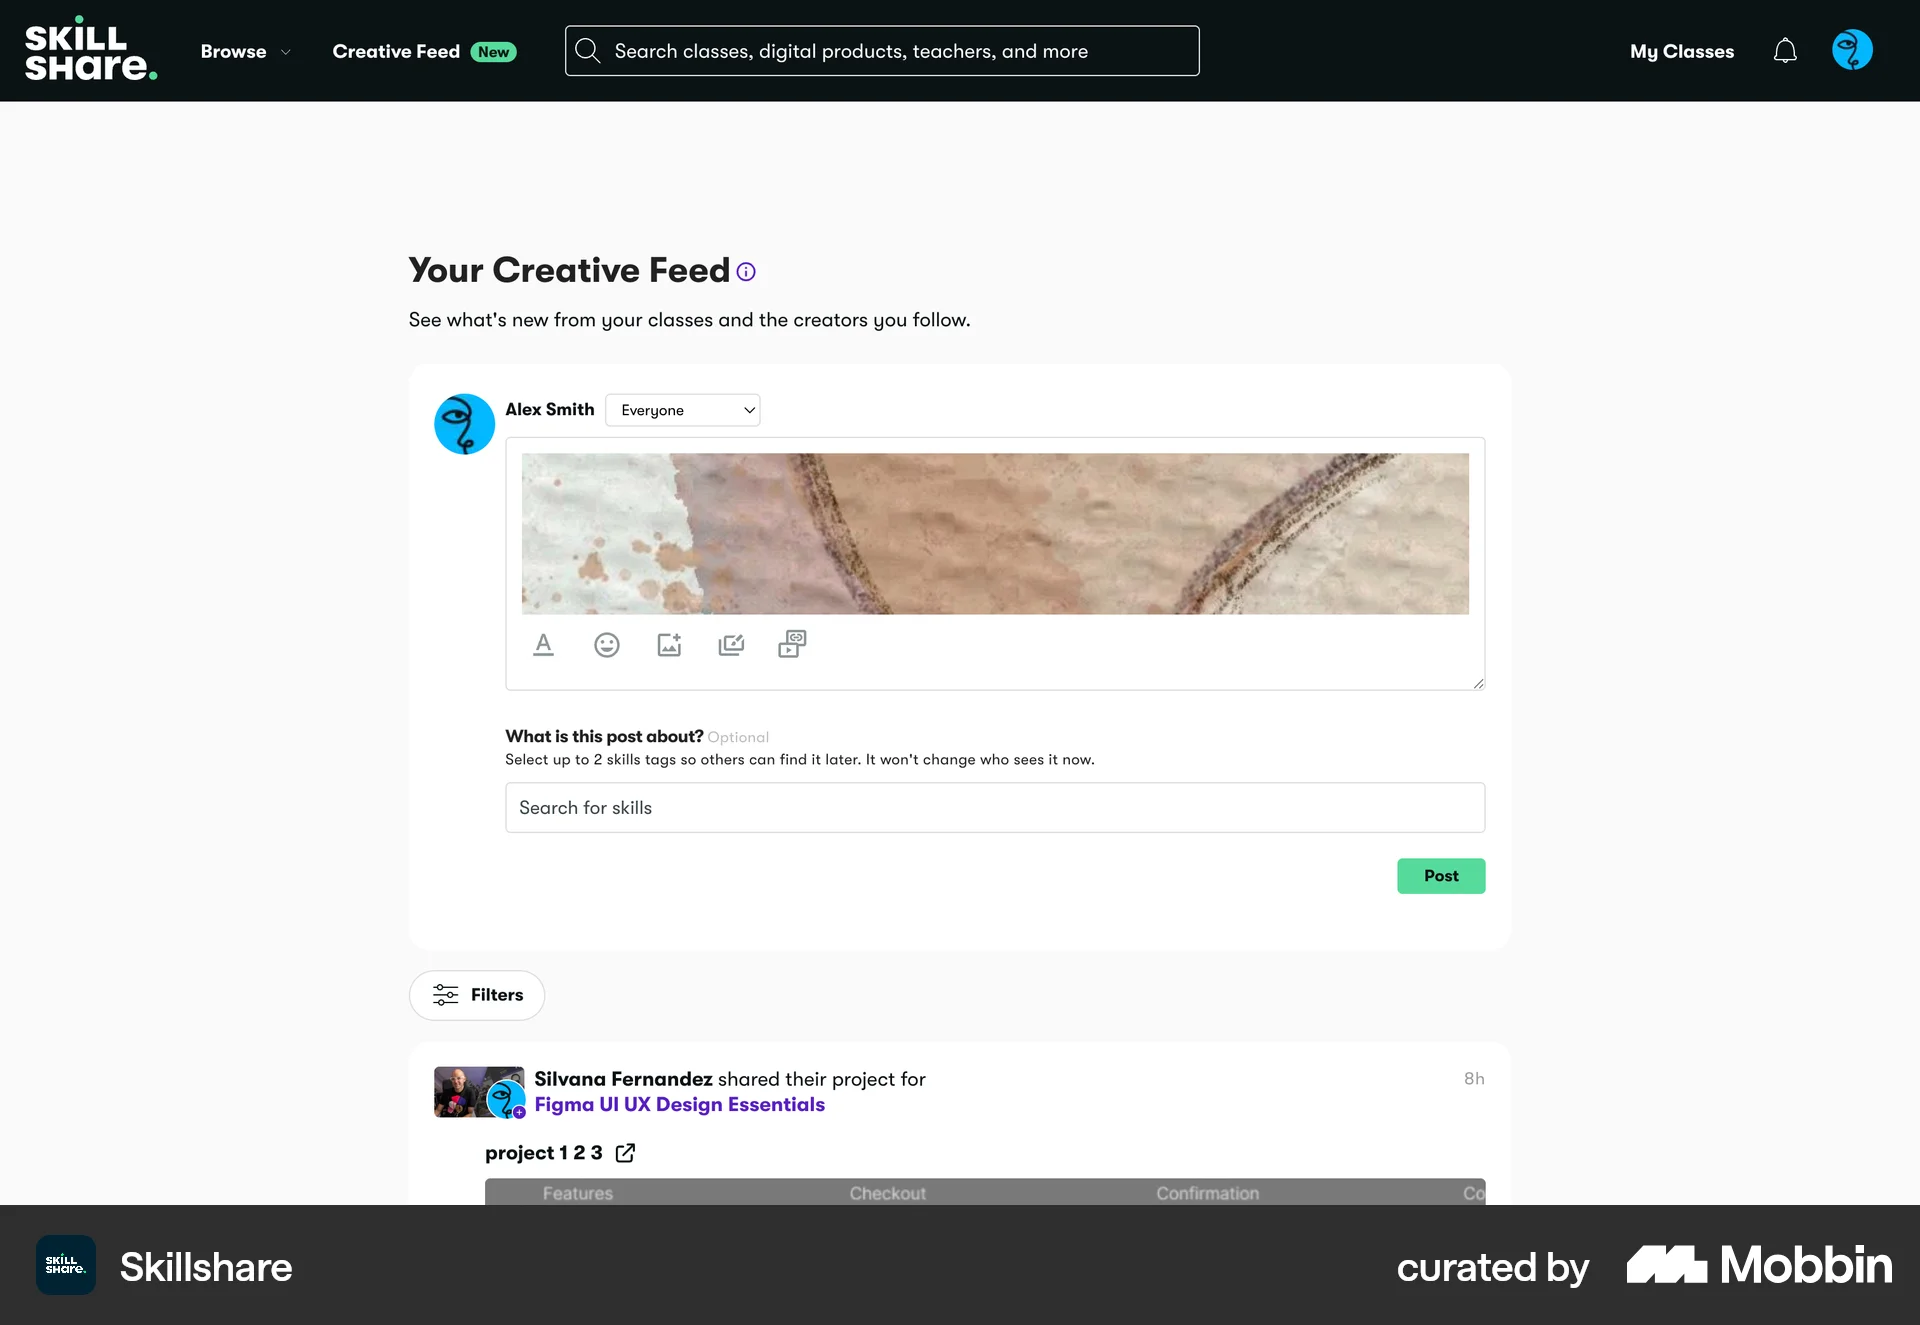 SKILL
SHare.
Browse
Creative Feed New
Search classes, digital products, teachers, and more
My Classes
Your Creative Feed
See what's new from your classes and the creators you follow.
Alex Smith
Everyone
A
What is this post about? Optional
Select up to 2 skills tags so others can find it later. It won't change who sees it now.
Search for skills
Post
Filters
Silvana Fernandez shared their project for
8h
Figma UI UX Design Essentials
project 1 2 3
Features Checkout Confirmation Co
SKILL
SHare.
Skillshare
curated by
Mobbin